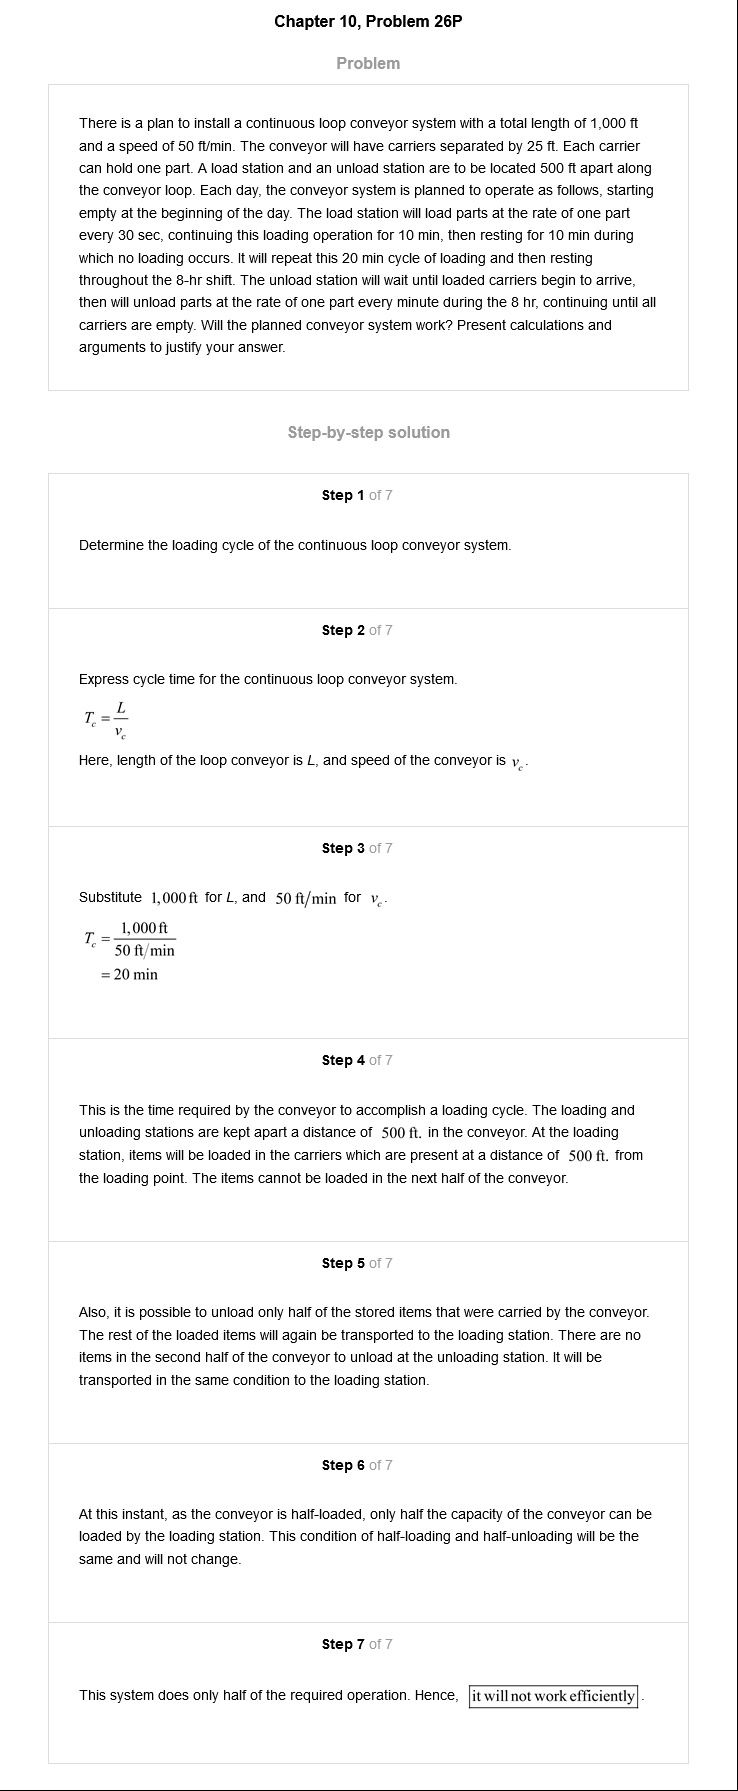 Chapter 10, Problem 26P
Problem
There is a plan to install a continuous loop conveyor system with a total length of 1,000 ft
and a speed of 50 ft/min. The conveyor will have carriers separated by 25 ft. Each carrier
can hold one part. A load station and an unload station are to be located 500 ft apart along
the conveyor loop. Each day, the conveyor system is planned to operate as follows, starting
empty at the beginning of the day. The load station will load parts at the rate of one part
every 30 sec, continuing this loading operation for 10 min, then resting for 10 min during
which no loading occurs. It will repeat this 20 min cycle of loading and then resting
throughout the 8-hr shift. The unload station will wait until loaded carriers begin to arrive,
then will unload parts at the rate of one part every minute during the 8 hr, continuing until all
carriers are empty. Will the planned conveyor system work? Present calculations and
arguments to justify your answer.
Step-by-step solution
Step 1 of 7
Determine the loading cycle of the continuous loop conveyor system.
Step 2 of 7
Express cycle time for the continuous loop conveyor system.
T_c = L/v_c
Here, length of the loop conveyor is L, and speed of the conveyor is v_c.
Step 3 of 7
Substitute 1,000 ft for L, and 50 ft/min for v_c.
T_c = 1,000 ft / 50 ft/min
= 20 min
Step 4 of 7
This is the time required by the conveyor to accomplish a loading cycle. The loading and
unloading stations are kept apart a distance of 500 ft. in the conveyor. At the loading
station, items will be loaded in the carriers which are present at a distance of 500 ft. from
the loading point. The items cannot be loaded in the next half of the conveyor.
Step 5 of 7
Also, it is possible to unload only half of the stored items that were carried by the conveyor.
The rest of the loaded items will again be transported to the loading station. There are no
items in the second half of the conveyor to unload at the unloading station. It will be
transported in the same condition to the loading station.
Step 6 of 7
At this instant, as the conveyor is half-loaded, only half the capacity of the conveyor can be
loaded by the loading station. This condition of half-loading and half-unloading will be the
same and will not change.
Step 7 of 7
This system does only half of the required operation. Hence, it will not work efficiently.